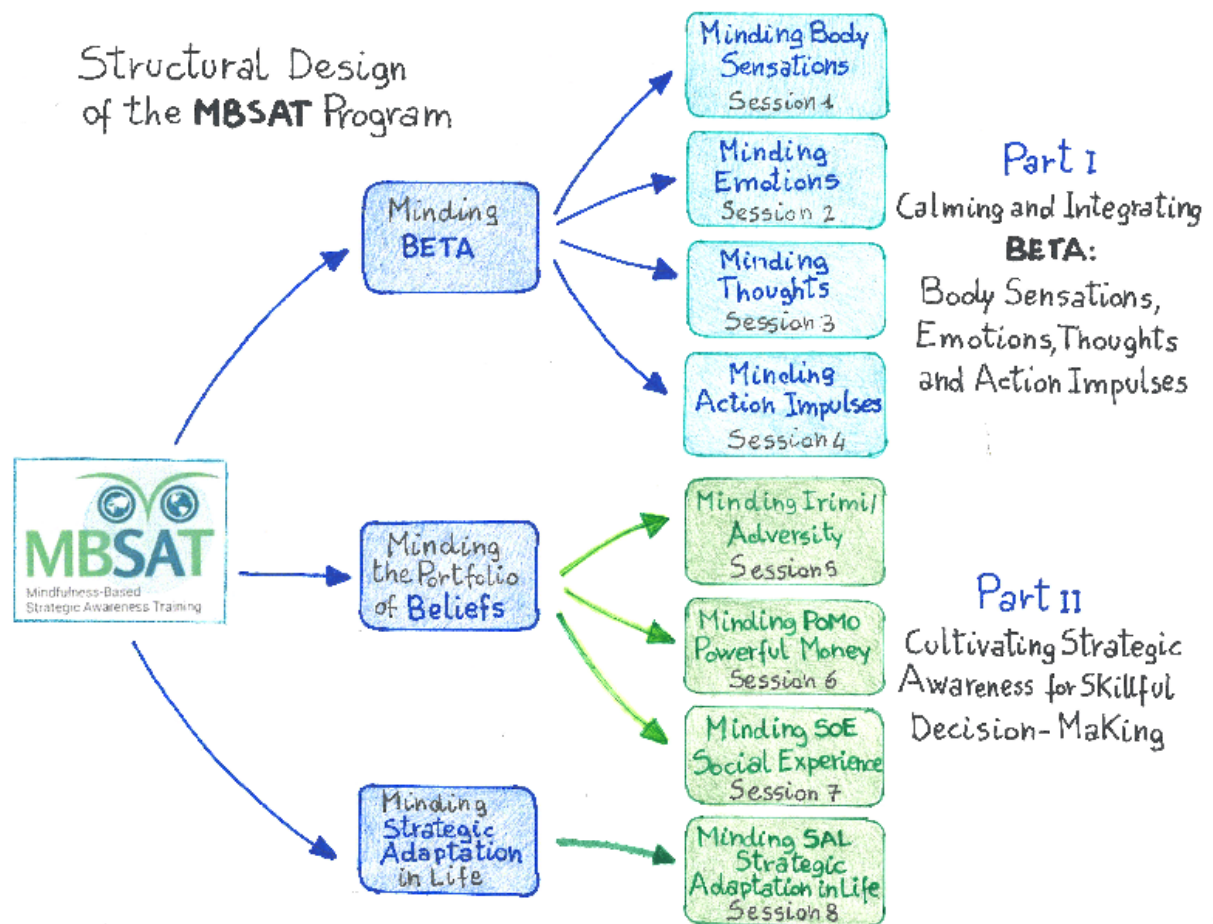 Structural Design
of the MBSAT Program
Minding
BETA
Minding Body
Sensations
Session 1
Minding
Emotions
Session 2
Minding
Thoughts
Session 3
Minding
Action Impulses
Session 4
Part I
Calming and Integrating
BETA:
Body Sensations,
Emotions, Thoughts
and Action Impulses
MBSAT
Mindfulness-Based
Strategic Awareness Training
Minding
the Portfolio
of Beliefs
Minding Irimi/
Adversity
Session 5
Minding PoMo
Powerful Money
Session 6
Minding SoE
Social Experience
Session 7
Part II
Cultivating Strategic
Awareness for Skillful
Decision-Making
Minding
Strategic
Adaptation
in Life
Minding SAL
Strategic
Adaptation in Life
Session 8